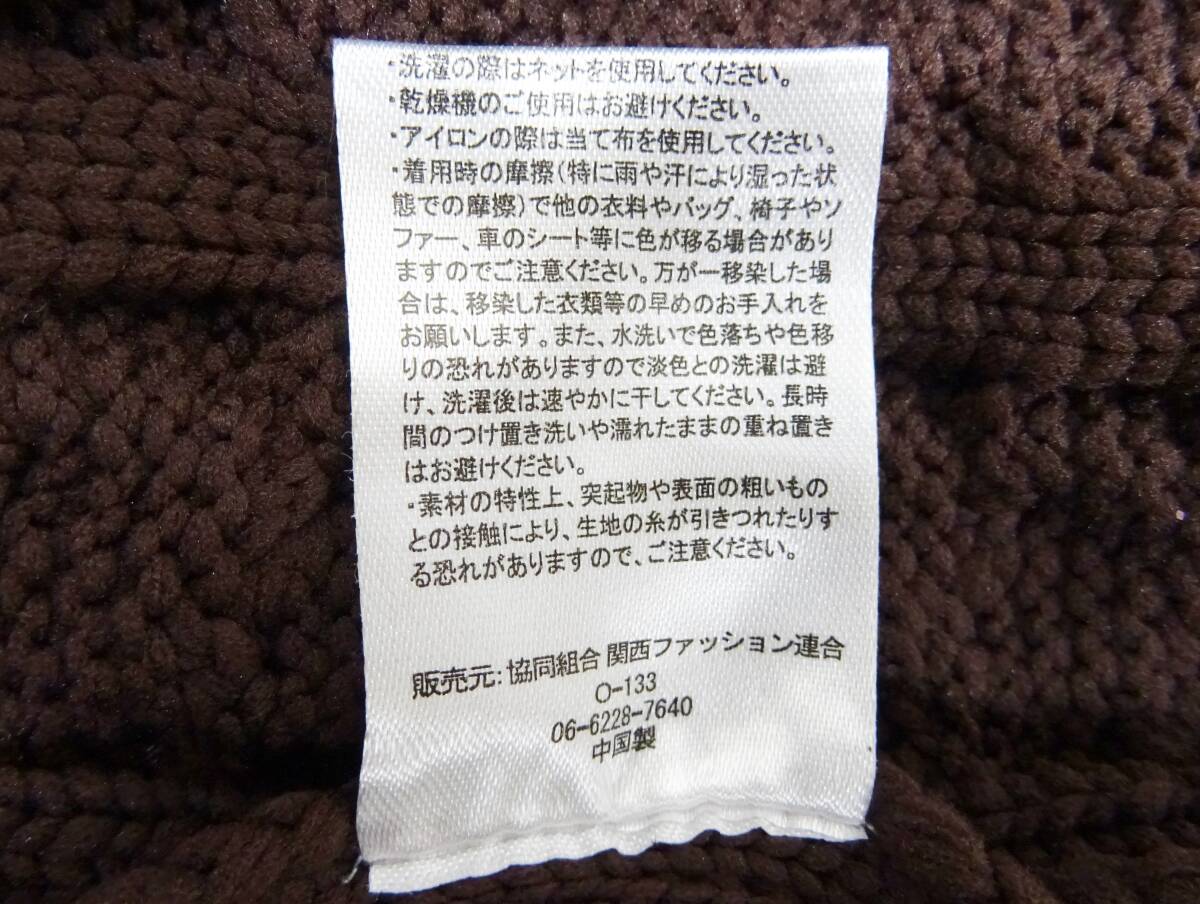 ・洗濯の際はネットを使用してください。
・乾燥機のご使用はお避けください。
・アイロンの際は当て布を使用してください。
・着用時の摩擦(特に雨や汗により湿った状
態での摩擦)で他の衣料やバッグ、椅子やソ
ファー、車のシート等に色が移る場合があり
ますのでご注意ください。万が一移染した場
合は、移染した衣類等の早めのお手入れを
お願いします。また、水洗いで色落ちや色移
りの恐れがありますので淡色との洗濯は避
け、洗濯後は速やかに干してください。長時
間のつけ置き洗いや濡れたままの重ね置き
はお避けください。
・素材の特性上、突起物や表面の粗いもの
との接触により、生地の糸が引きつれたりす
る恐れがありますので、ご注意ください。
販売元:協同組合 関西ファッション連合
O-133
06-6228-7640
中国製